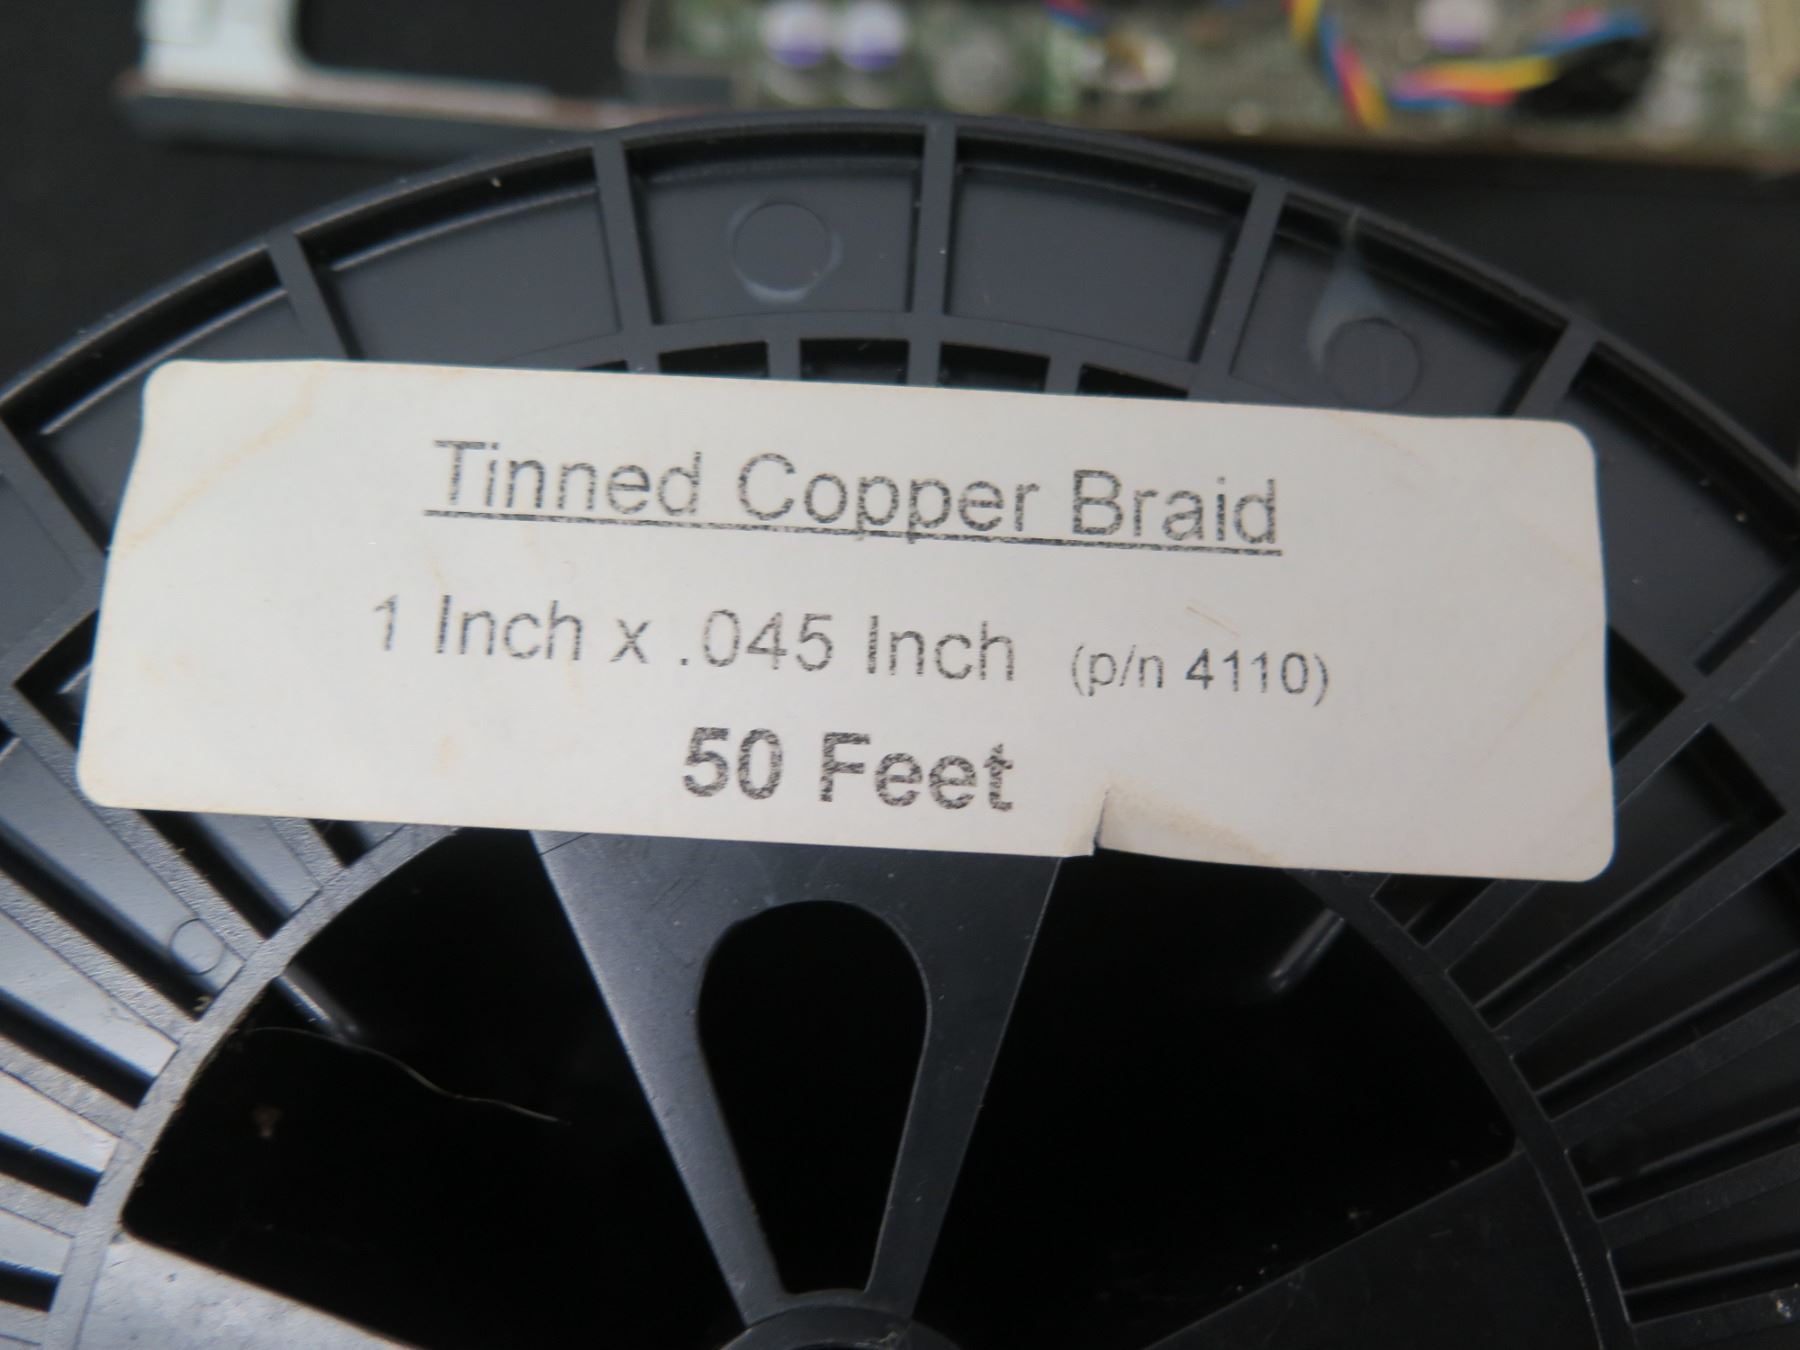 Tinned Copper Braid
1 Inch x .045 Inch (p/n 4110)
50 Feet